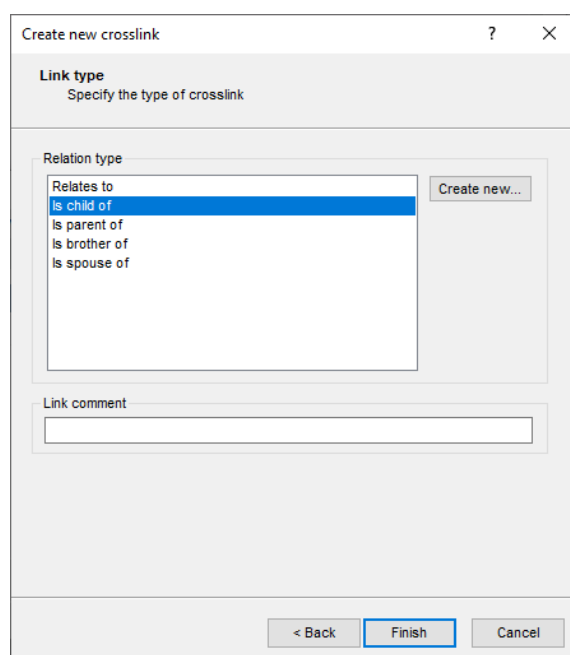 Create new crosslink ?
Link type
Specify the type of crosslink
Relation type
Relates to
Is child of
Is parent of
Is brother of
Is spouse of
Create new...
Link comment
< Back Finish Cancel